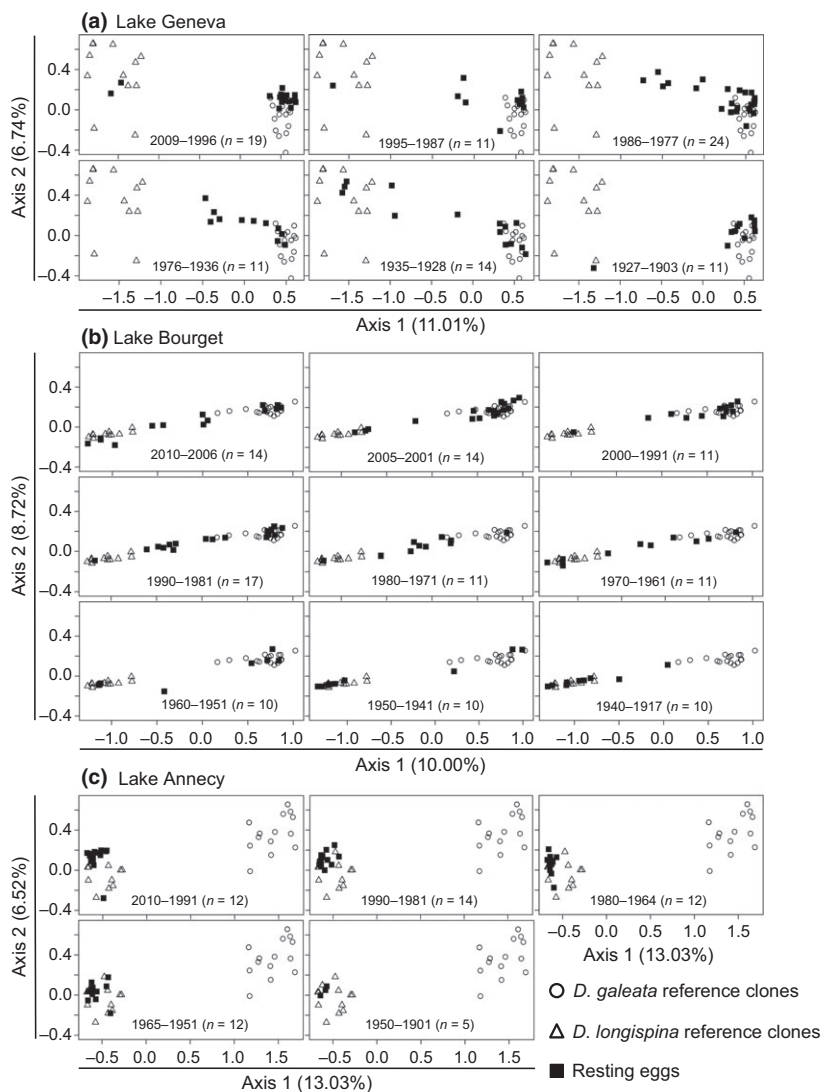 (a) Lake Geneva
Axis 2 (6.74%)
0.4
0.0
−0.4
2009–1996 (n = 19)
1995–1987 (n = 11)
1986–1977 (n = 24)
0.4
0.0
−0.4
1976–1936 (n = 11)
1935–1928 (n = 14)
1927–1903 (n = 11)
−1.5 −1.0 −0.5 0.0 0.5 −1.5 −1.0 −0.5 0.0 0.5 −1.5 −1.0 −0.5 0.0 0.5
Axis 1 (11.01%)
(b) Lake Bourget
Axis 2 (8.72%)
0.4
0.0
−0.4
2010–2006 (n = 14)
2005–2001 (n = 14)
2000–1991 (n = 11)
0.4
0.0
−0.4
1990–1981 (n = 17)
1980–1971 (n = 11)
1970–1961 (n = 11)
0.4
0.0
−0.4
1960–1951 (n = 10)
1950–1941 (n = 10)
1940–1917 (n = 10)
−1.0 −0.5 0.0 0.5 1.0 −1.0 −0.5 0.0 0.5 1.0 −1.0 −0.5 0.0 0.5 1.0
Axis 1 (10.00%)
(c) Lake Annecy
Axis 2 (6.52%)
0.4
0.0
−0.4
2010–1991 (n = 12)
1990–1981 (n = 14)
1980–1964 (n = 12)
−0.5 0.0 0.5 1.0 1.5
Axis 1 (13.03%)
0.4
0.0
−0.4
1965–1951 (n = 12)
1950–1901 (n = 5)
−0.5 0.0 0.5 1.0 1.5 −0.5 0.0 0.5 1.0 1.5
Axis 1 (13.03%)
D. galeata reference clones
D. longispina reference clones
Resting eggs